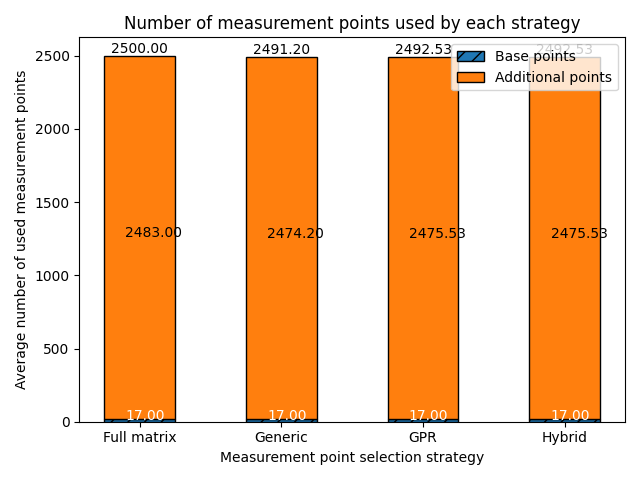 Number of measurement points used by each strategy
2500.00 2491.20 2492.53 2492.53
Base points
Additional points
Average number of used measurement points
2500
2000
1500
1000
500
0
2483.00 2474.20 2475.53 2475.53
17.00 17.00 17.00 17.00
Full matrix Generic GPR Hybrid
Measurement point selection strategy